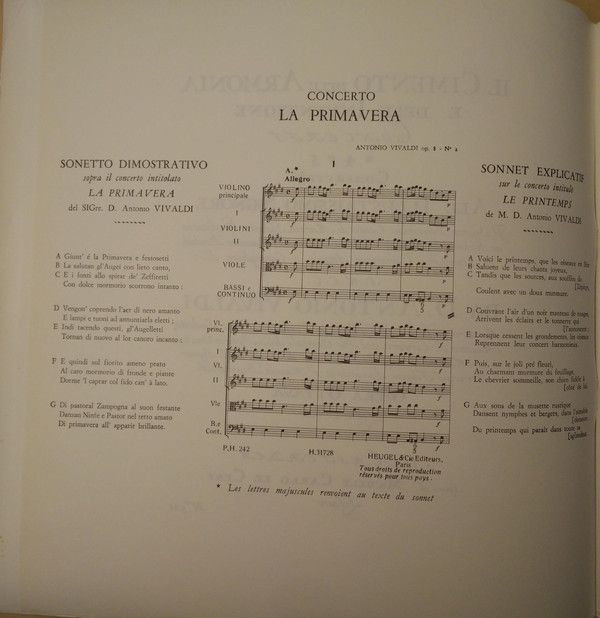 CONCERTO
LA PRIMAVERA
ANTONIO VIVALDI op. 8 - Nº
SONETTO DIMOSTRATIVO
sopra il concerto intitolato
LA PRIMAVERA
del SIGre. D. Antonio VIVALDI
A Giunt' é la Primavera e festosetti
B La salutan gl'Augei con lieto canto,
C E i fonti allo spirar de' Zeffiretti
Con dolce mormorio scorrono intanto :
D Vengon' coprendo l'aer di nero amanto
E lampi e tuoni ad annuntiarla eletti ;
E Indi tacendo questi, gl'Augelletti
Tornan di nuovo al lor canoro incanto :
F E quindi sul fiorito ameno prato
Al caro mormorio di fronde e piante
Dorme 'l caprar col fido can' à lato.
G Di pastoral Zampogna al suon festante
Danzan Ninfe e Pastor nel tetto amato
Di primavera all' apparir brillante.
I
A.*
Allegro
VIOLINO
principale
I
VIOLINI
II
VIOLE
BASSI e
CONTINUO
Vl.
princ.
I
Vl.
II
Vle
B.e
Cont.
P.H. 242
H.31728
HEUGEL & Cie Editeurs,
Paris
Tous droits de reproduction
réservés pour tous pays.
* Les lettres majuscules renvoient au texte du sonnet
SONNET EXPLICATIF
sur le concerto intitulé
LE PRINTEMPS
de M. D. Antonio VIVALDI
A Voici le printemps, que les oiseaux en fête
B Saluent de leurs chants joyeux,
C Tandis que les sources, aux souffles de
Coulent avec un doux murmure.
D Couvrant l'air d'un noir manteau de nuages,
Arrivent les éclairs et le tonnerre qui
E Lorsque cessent les grondements, les oiseaux
Reprennent leur concert harmonieux.
F Puis, sur le joli pré fleuri,
Au charmant murmure du feuillage,
Le chevrier sommeille, son chien fidèle à
G Aux sons de la musette rustique
Dansent nymphes et bergers, dans
Du printemps qui paraît dans toute sa